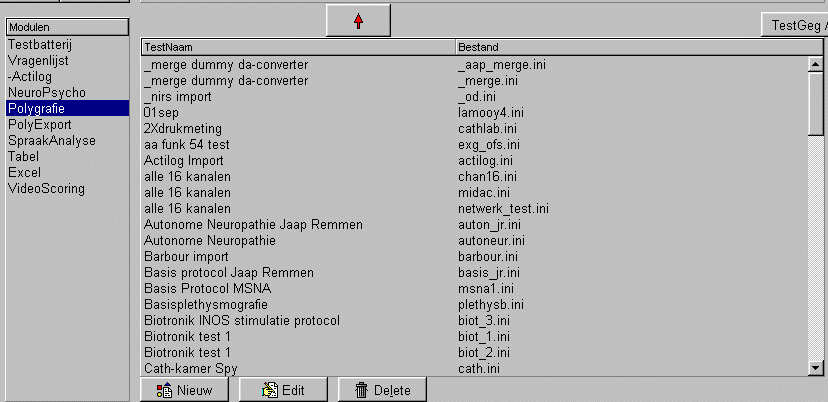 TestGeg /
Modulen
Testbatterij
Vragenlijst
-Actilog
NeuroPsycho
Polygrafie
PolyExport
SpraakAnalyse
Tabel
Excel
VideoScoring
TestNaam Bestand
_merge dummy da-converter _aap_merge.ini
_merge dummy da-converter _merge.ini
_nirs import _od.ini
01sep lamooy4.ini
2Xdrukmeting cathlab.ini
aa funk 54 test exg_ofs.ini
Actilog Import actilog.ini
alle 16 kanalen chan16.ini
alle 16 kanalen midac.ini
alle 16 kanalen netwerk_test.ini
Autonome Neuropathie Jaap Remmen auton_jr.ini
Autonome Neuropathie autoneur.ini
Barbour import barbour.ini
Basis protocol Jaap Remmen basis_jr.ini
Basis Protocol MSNA msna1.ini
Basisplethysmografie plethysb.ini
Biotronik INOS stimulatie protocol biot_3.ini
Biotronik test 1 biot_1.ini
Biotronik test 1 biot_2.ini
Cath-kamer Spy cath.ini
Nieuw Edit Delete